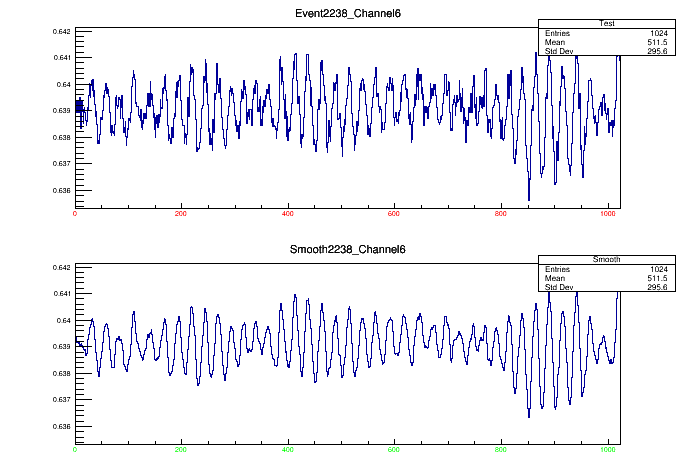 Event2238_Channel6
Test
Entries 1024
Mean 511.5
Std Dev 295.6
0.642
0.641
0.64
0.639
0.638
0.637
0.636
0 200 400 600 800 1000
Smooth2238_Channel6
Smooth
Entries 1024
Mean 511.5
Std Dev 295.6
0.642
0.641
0.64
0.639
0.638
0.637
0.636
0 200 400 600 800 1000